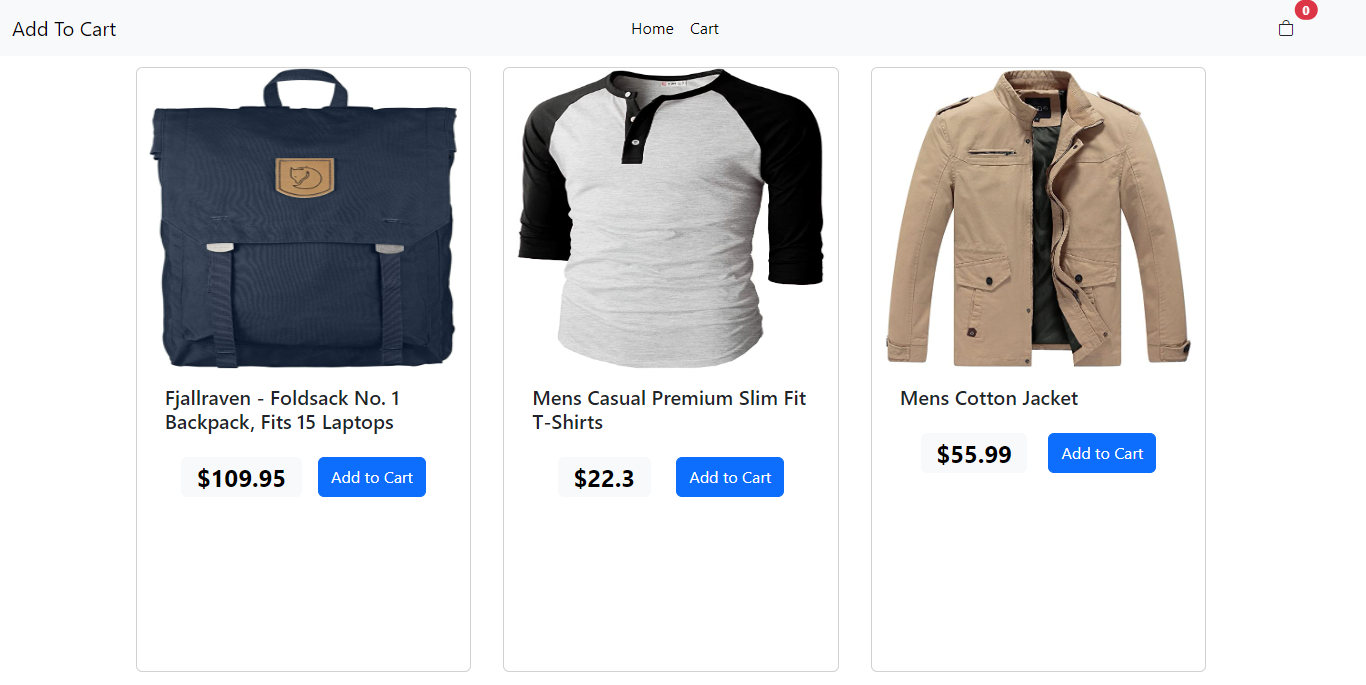 Add To Cart
Home
Cart
0
Fjallraven - Foldsack No. 1
Backpack, Fits 15 Laptops
$109.95
Add to Cart
Mens Casual Premium Slim Fit
T-Shirts
$22.3
Add to Cart
Mens Cotton Jacket
$55.99
Add to Cart